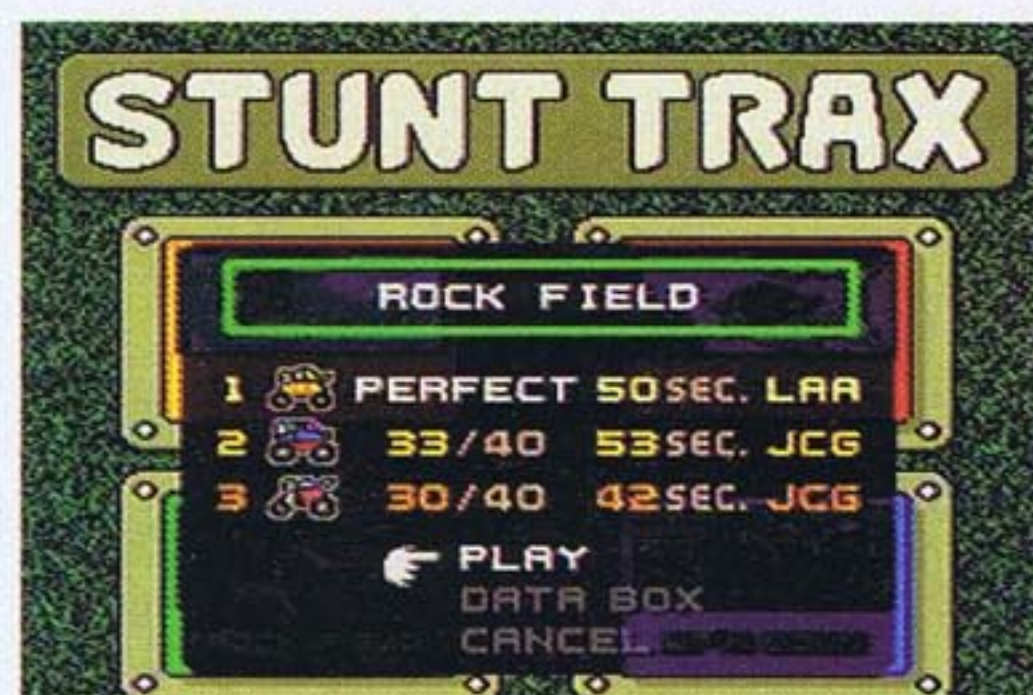 STUNT TRAX
ROCK FIELD
1 PERFECT 50SEC. LAA
2 33/40 53SEC. JCG
3 30/40 42SEC. JCG
PLAY
DATA BOX
CANCEL